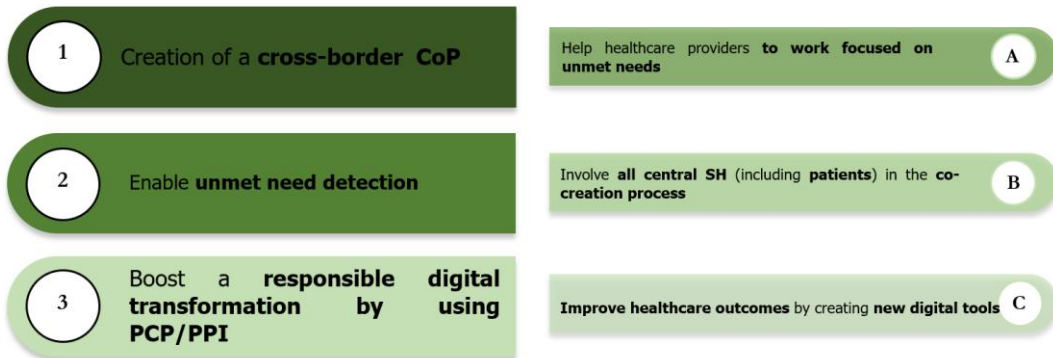 1
Creation of a cross-border CoP
Help healthcare providers to work focused on
unmet needs
A
2
Enable unmet need detection
Involve all central SH (including patients) in the co-
creation process
B
3
Boost a responsible digital
transformation by using
PCP/PPI
Improve healthcare outcomes by creating new digital tools
C